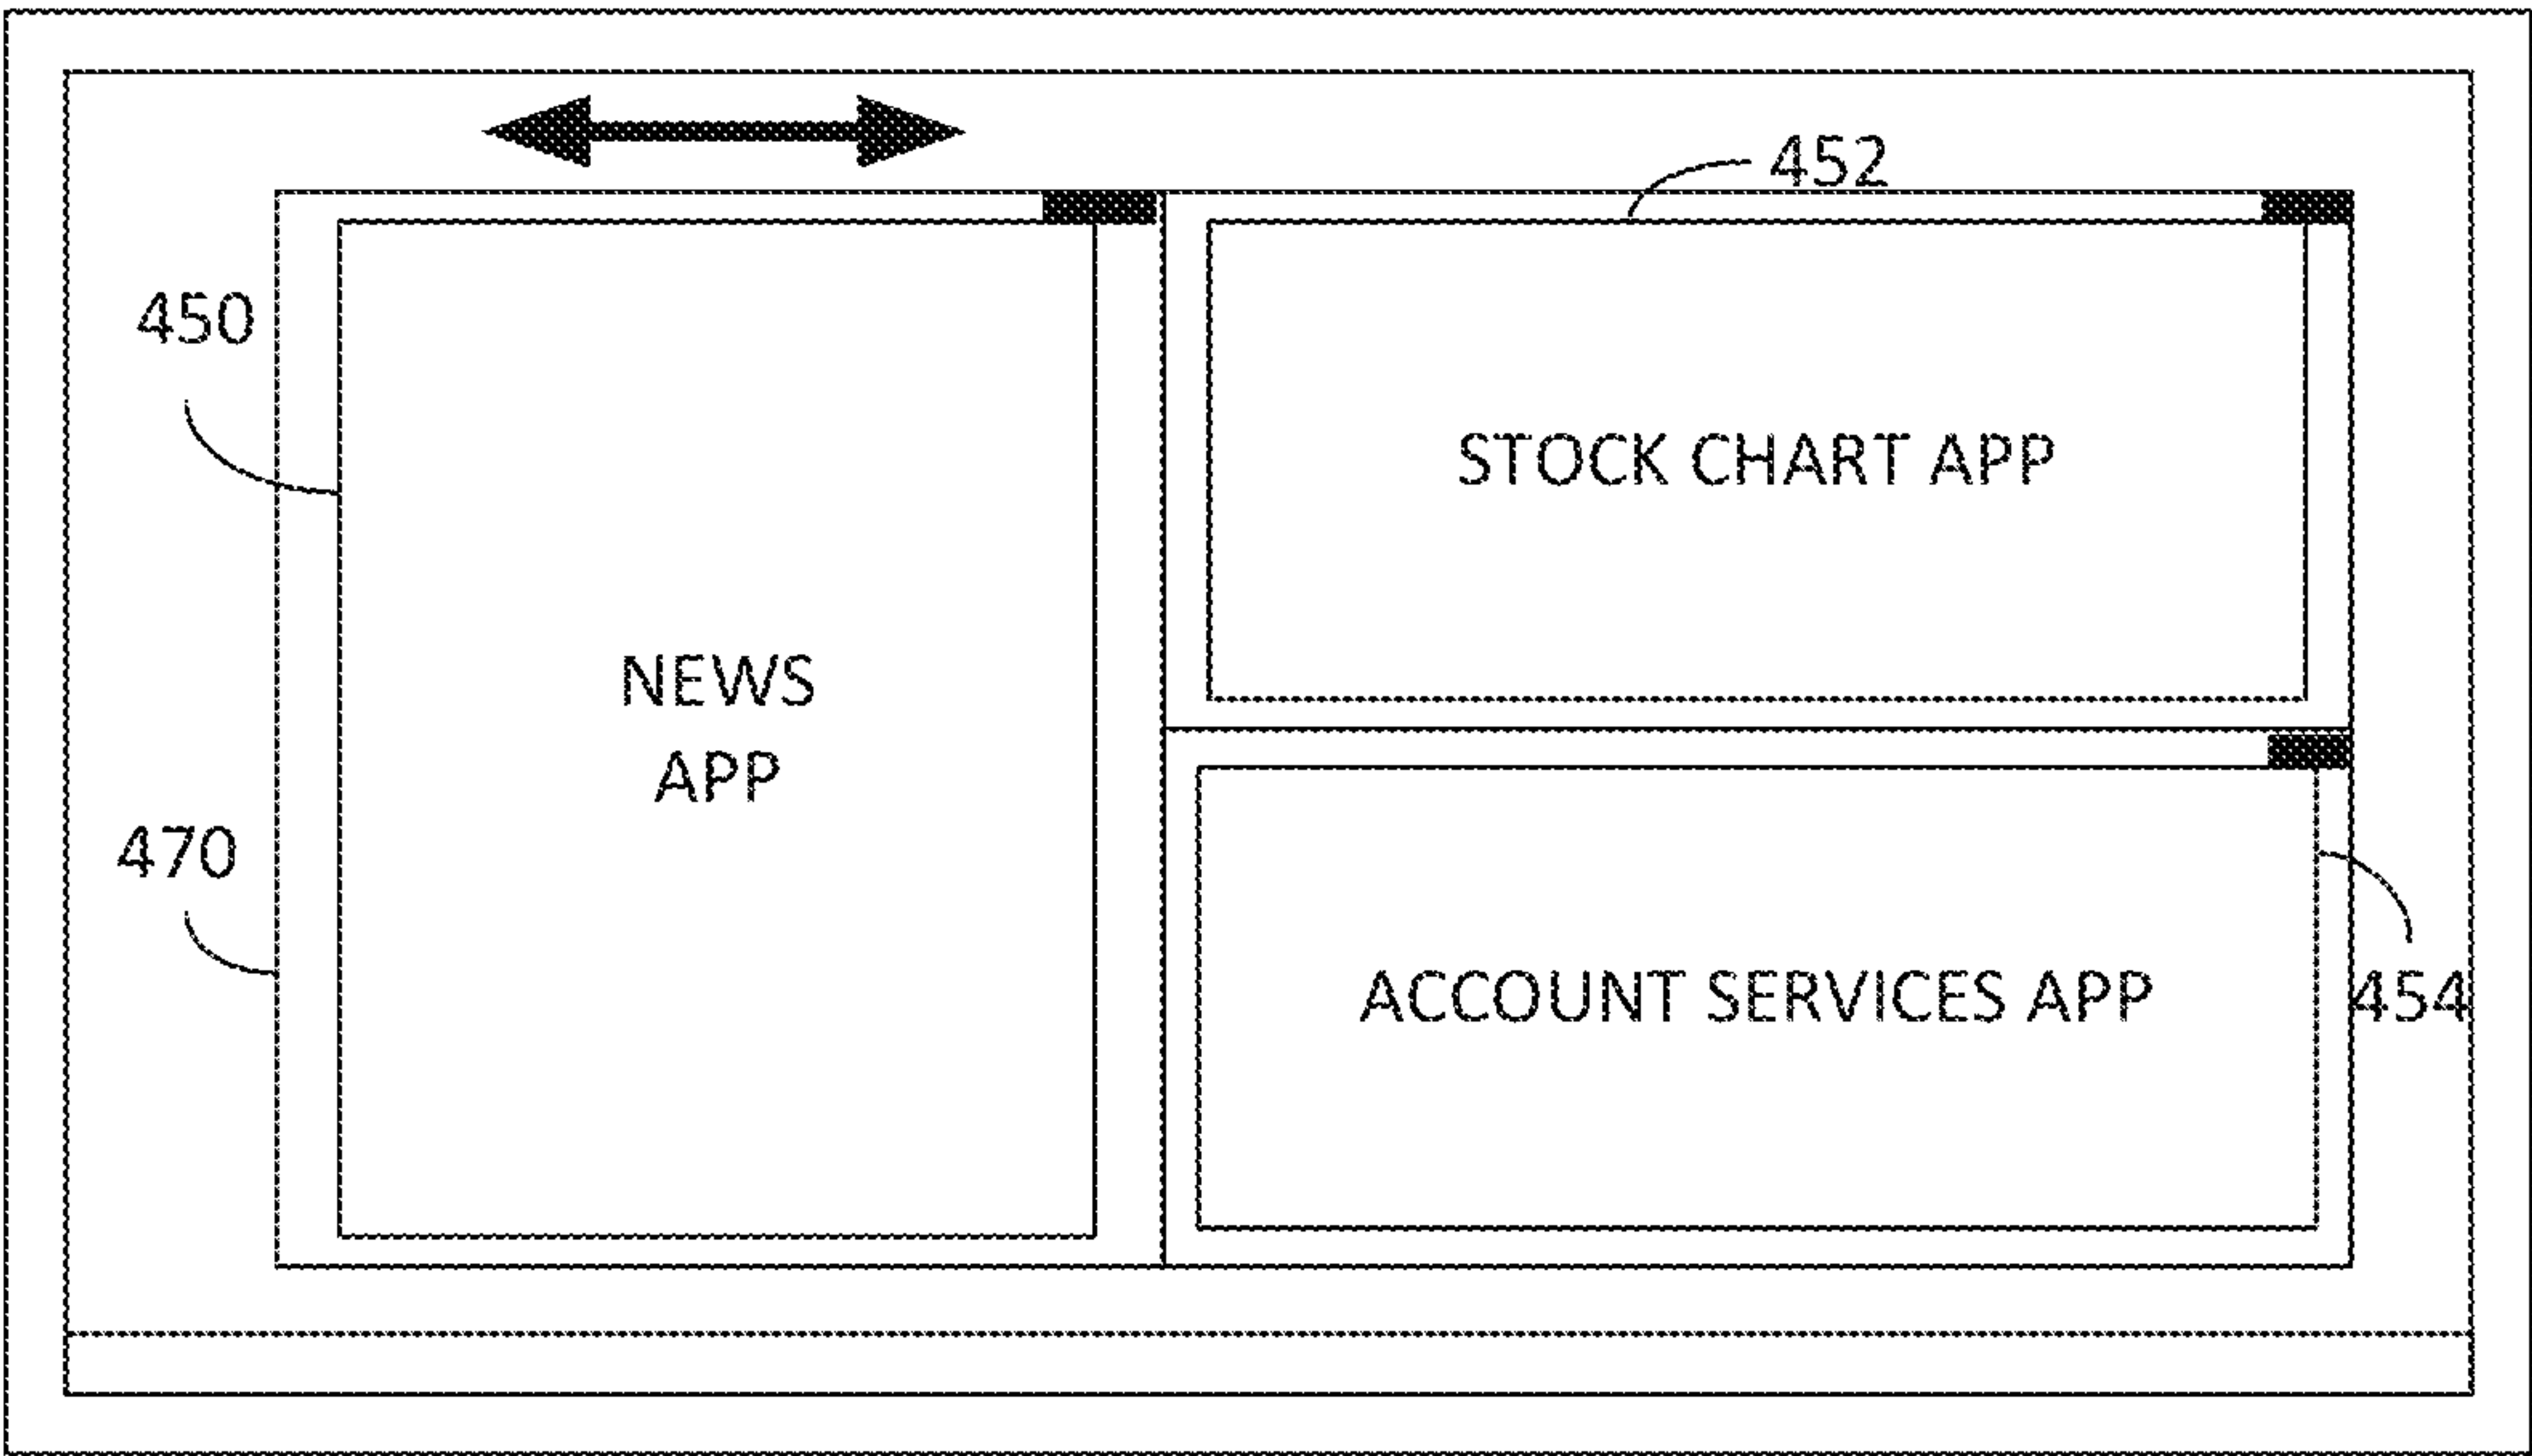 452
450
STOCK CHART APP
NEWS
APP
470
ACCOUNT SERVICES APP
454